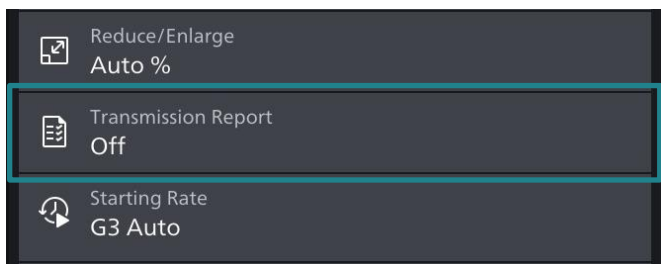 Reduce/Enlarge
Auto %
Transmission Report
Off
Starting Rate
G3 Auto